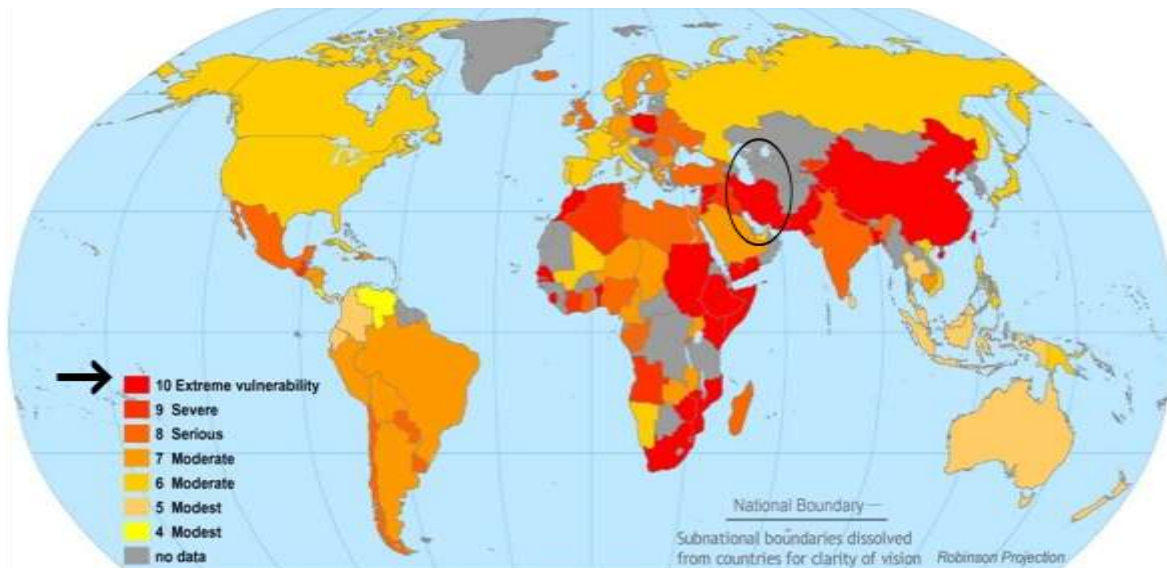 10 Extreme vulnerability
9 Severe
8 Serious
7 Moderate
6 Moderate
5 Modest
4 Modest
no data
National Boundary
Subnational boundaries dissolved
from countries for clarity of vision
Robinson Projection